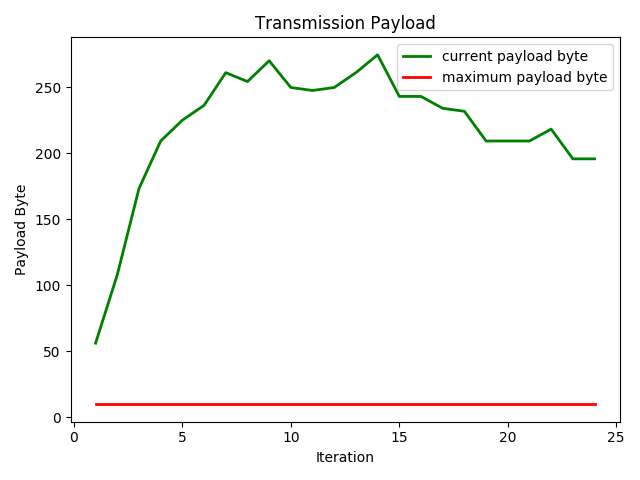 Transmission Payload
current payload byte
maximum payload byte
250
200
150
100
50
0
Payload Byte
0 5 10 15 20 25
Iteration